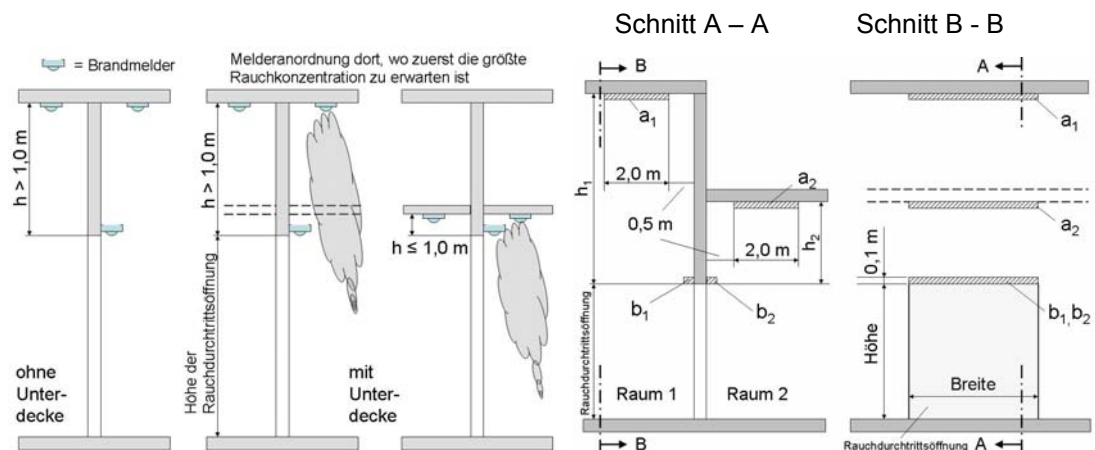 Schnitt A – A
Schnitt B - B
= Brandmelder
Melderanordnung dort, wo zuerst die größte
Rauchkonzentration zu erwarten ist
h > 1,0 m
h > 1,0 m
h ≤ 1,0 m
Höhe der
Rauchdurchtrittsöffnung
ohne
Unter-
decke
mit
Unter-
decke
B
a₁
h₁
2,0 m
0,5 m
a₂
2,0 m
h₂
b₁
b₂
Rauchdurchtrittsöffnung
Raum 1
Raum 2
B
A
a₁
a₂
0,1 m
b₁, b₂
Höhe
Breite
Rauchdurchtrittsöffnung
A